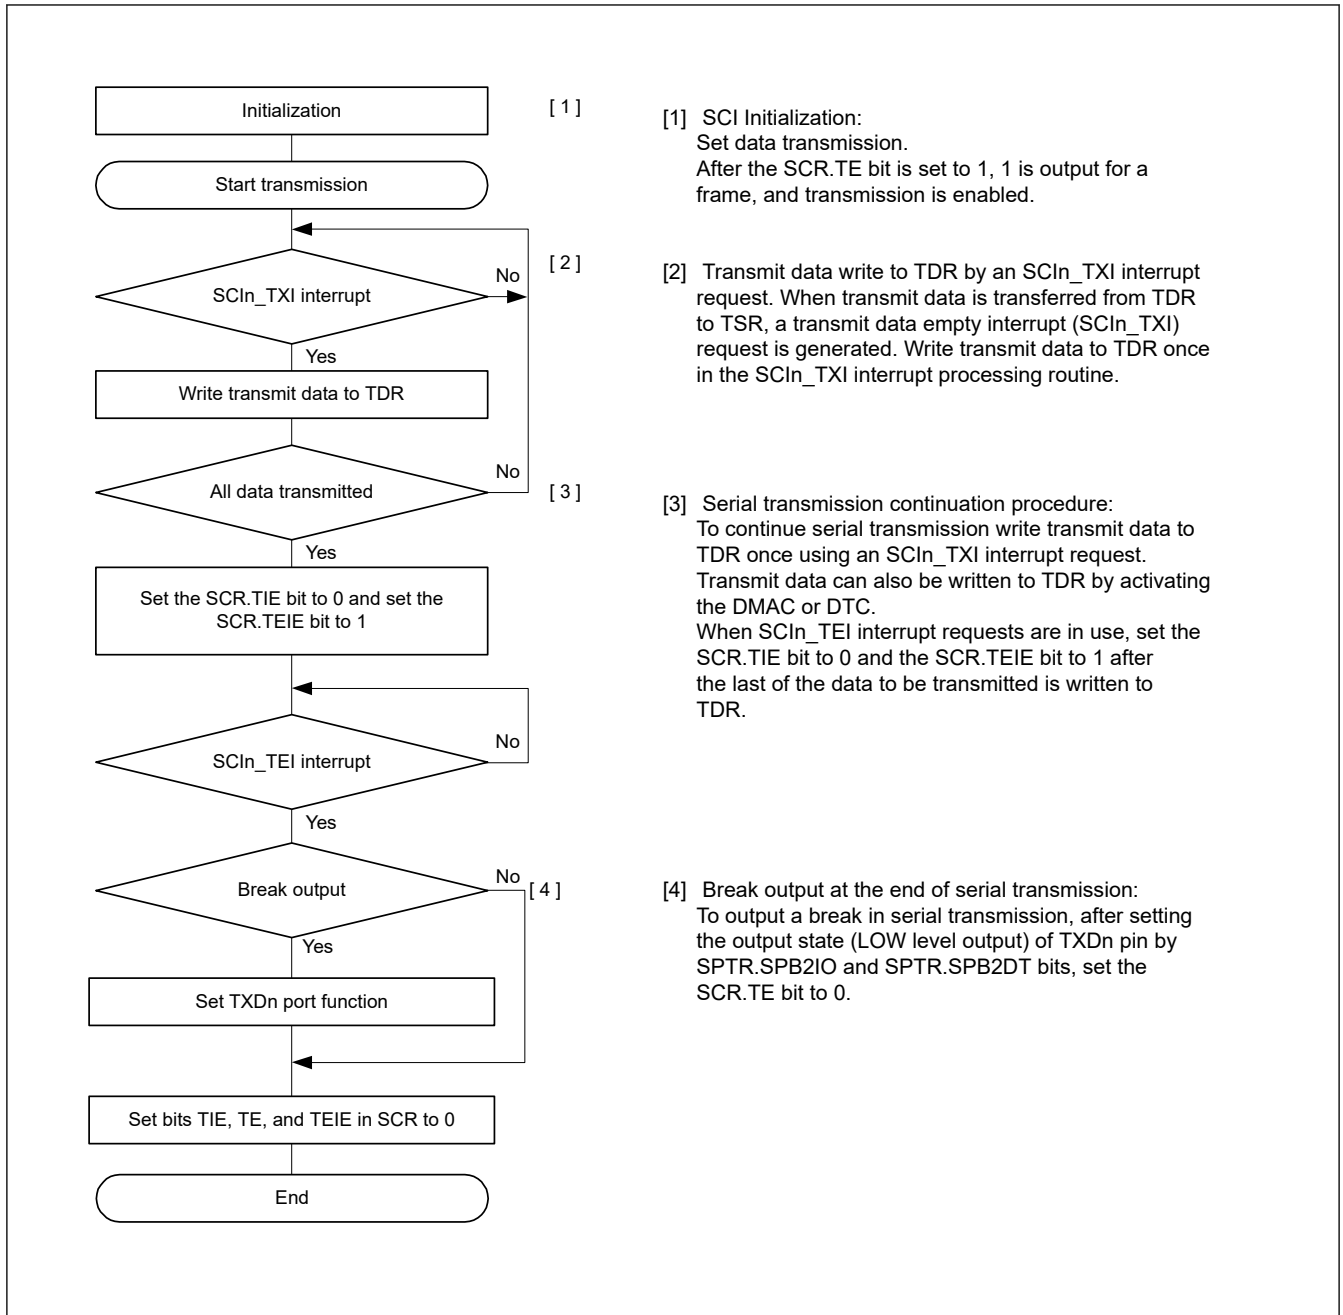 Initialization
[ 1 ]
Start transmission
SCIn_TXI interrupt
No
[ 2 ]
Yes
Write transmit data to TDR
All data transmitted
No
[ 3 ]
Yes
Set the SCR.TIE bit to 0 and set the
SCR.TEIE bit to 1
SCIn_TEI interrupt
No
Yes
Break output
No
[ 4 ]
Yes
Set TXDn port function
Set bits TIE, TE, and TEIE in SCR to 0
End
[1] SCI Initialization:
Set data transmission.
After the SCR.TE bit is set to 1, 1 is output for a
frame, and transmission is enabled.
[2] Transmit data write to TDR by an SCIn_TXI interrupt
request. When transmit data is transferred from TDR
to TSR, a transmit data empty interrupt (SCIn_TXI)
request is generated. Write transmit data to TDR once
in the SCIn_TXI interrupt processing routine.
[3] Serial transmission continuation procedure:
To continue serial transmission write transmit data to
TDR once using an SCIn_TXI interrupt request.
Transmit data can also be written to TDR by activating
the DMAC or DTC.
When SCIn_TEI interrupt requests are in use, set the
SCR.TIE bit to 0 and the SCR.TEIE bit to 1 after
the last of the data to be transmitted is written to
TDR.
[4] Break output at the end of serial transmission:
To output a break in serial transmission, after setting
the output state (LOW level output) of TXDn pin by
SPTR.SPB2IO and SPTR.SPB2DT bits, set the
SCR.TE bit to 0.